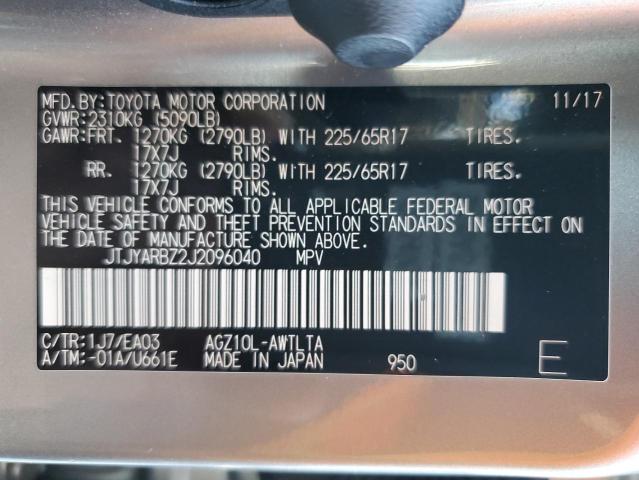 MFD.BY:TOYOTA MOTOR CORPORATION 11/17
GVWR:2310KG (5090LB)
GAWR:FRT. 1270KG (2790LB) WITH 225/65R17 TIRES.
17X7J RIMS.
RR. 1270KG (2790LB) WITH 225/65R17 TIRES.
17X7J RIMS.
THIS VEHICLE CONFORMS TO ALL APPLICABLE FEDERAL MOTOR
VEHICLE SAFETY AND THEFT PREVENTION STANDARDS IN EFFECT ON
THE DATE OF MANUFACTURE SHOWN ABOVE.
JTJYARBZ2J2096040 MPV
C/TR:1J7/EA03 AGZ10L-AWTLTA
A/TM:-01A/U661E MADE IN JAPAN 950 E